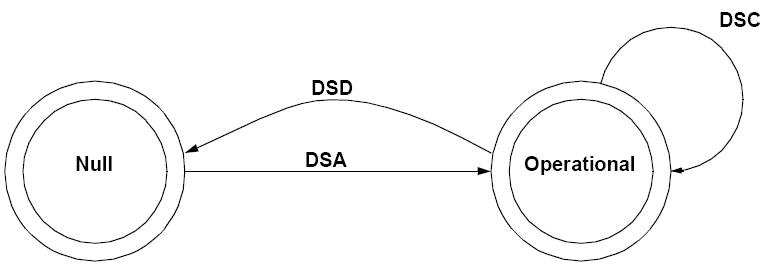 DSC
DSD
Null
DSA
Operational